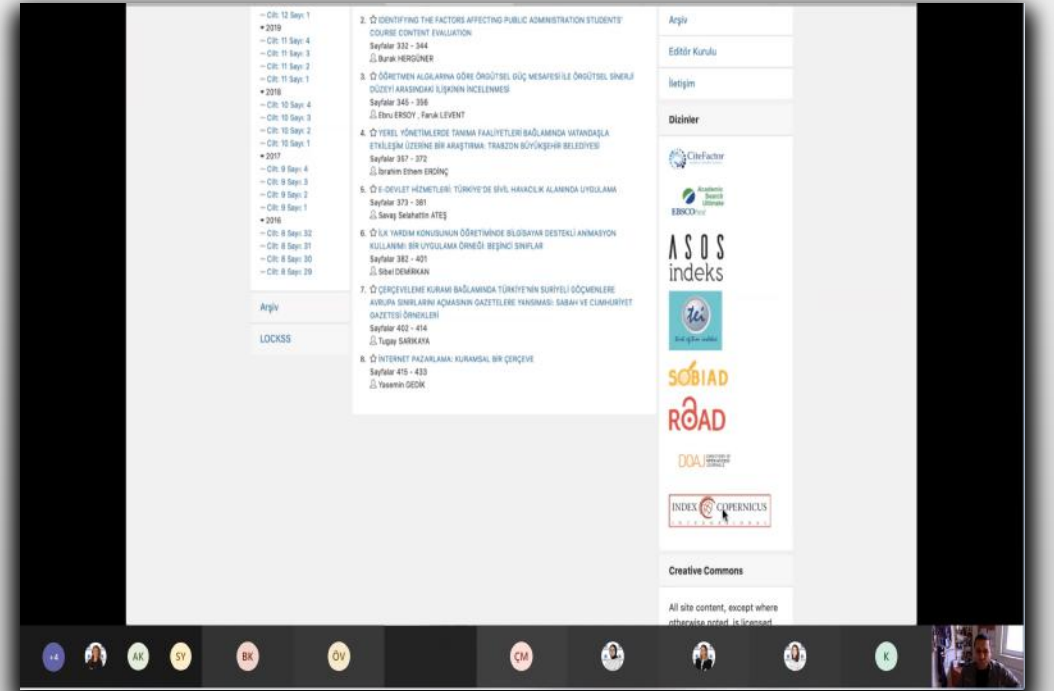 — Cilt: 12 Sayı: 1
2019
— Cilt: 11 Sayı: 4
— Cilt: 11 Sayı: 3
— Cilt: 11 Sayı: 2
— Cilt: 11 Sayı: 1
2018
— Cilt: 10 Sayı: 4
— Cilt: 10 Sayı: 3
— Cilt: 10 Sayı: 2
— Cilt: 10 Sayı: 1
2017
— Cilt: 9 Sayı: 4
— Cilt: 9 Sayı: 3
— Cilt: 9 Sayı: 2
— Cilt: 9 Sayı: 1
2016
— Cilt: 8 Sayı: 32
— Cilt: 8 Sayı: 31
— Cilt: 8 Sayı: 30
— Cilt: 8 Sayı: 29
Arşiv
LOCKSS
2. IDENTIFYING THE FACTORS AFFECTING PUBLIC ADMINISTRATION STUDENTS'
COURSE CONTENT EVALUATION
Sayfalar 332 - 344
Burak HERGÜNER
3. ÖĞRETMEN ALGILARINA GÖRE ÖRGÜTSEL GÜÇ MESAFESİ İLE ÖRGÜTSEL SİNERJİ
DÜZEYİ ARASINDAKİ İLİŞKİNİN İNCELENMESİ
Sayfalar 345 - 356
Ebru ERSOY , Faruk LEVENT
4. YEREL YÖNETİMLERDE TANIMA FAALİYETLERİ BAĞLAMINDA VATANDAŞLA
ETKİLEŞİM ÜZERİNE BİR ARAŞTIRMA: TRABZON BÜYÜKŞEHİR BELEDİYESİ
Sayfalar 357 - 372
İbrahim Ethem ERDİNÇ
5. E-DEVLET HİZMETLERİ: TÜRKİYE'DE SİVİL HAVACILIK ALANINDA UYGULAMA
Sayfalar 373 - 381
Savaş Selahattin ATEŞ
6. İLK YARDIM KONUSUNUN ÖĞRETİMİNDE BİLGİSAYAR DESTEKLİ ANİMASYON
KULLANIMI: BİR UYGULAMA ÖRNEĞİ: BEŞİNCİ SINIFLAR
Sayfalar 382 - 401
Sibel DEMİRKAN
7. ÇERÇEVELEME KURAMI BAĞLAMINDA TÜRKİYE'NİN SURİYELİ GÖÇMENLERE
AVRUPA SINIRLARINI AÇMASININ GAZETELERE YANSIMASI: SABAH VE CUMHURİYET
GAZETESİ ÖRNEKLERİ
Sayfalar 402 - 414
Tugay SARIKAYA
8. İNTERNET PAZARLAMA: KURAMSAL BİR ÇERÇEVE
Sayfalar 415 - 433
Yasemin GEDİK
Arşiv
Editör Kurulu
İletişim
Dizinler
CiteFactor
Academic
Search
Ultimate
EBSCO
ASOS
indeks
tei
SOBIAD
ROAD
DOAJ
INDEX COPERNICUS
INTERNATIONAL
Creative Commons
All site content, except where
otherwise noted, is licensed
+4
AK
SY
BK
ÖV
ÇM
K